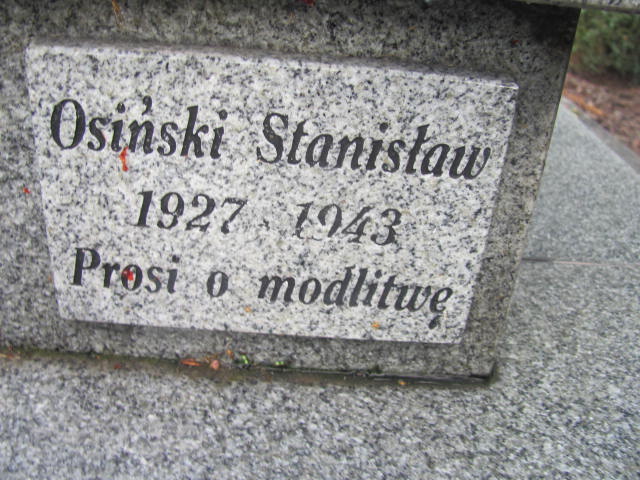 Osiński Stanisław
1927 1943
Prosi o modlitwę